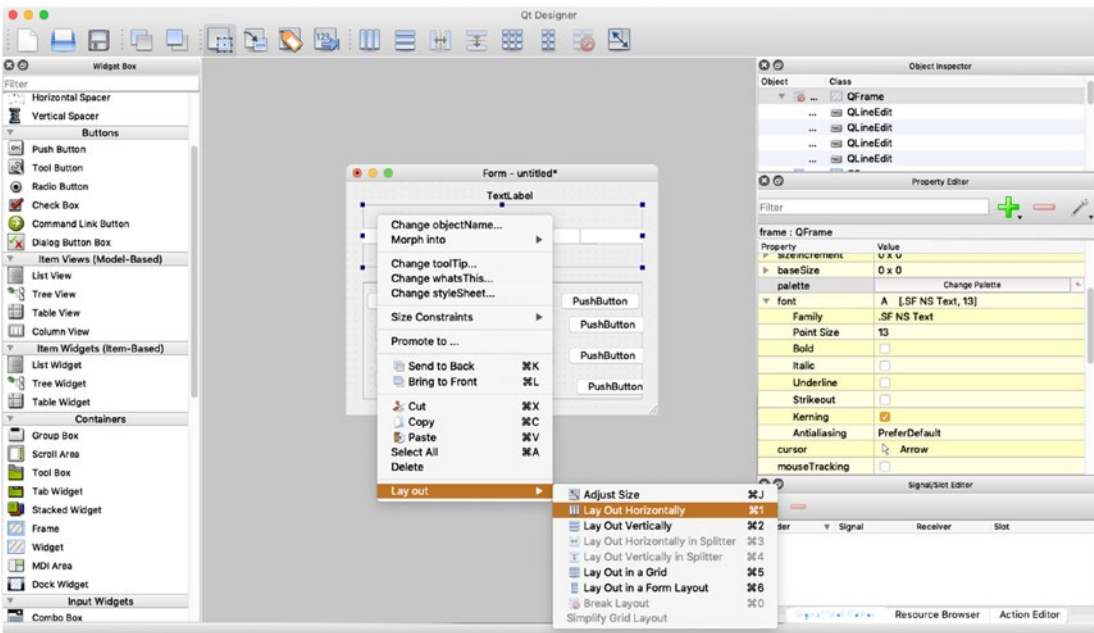 Qt Designer
Widget Box
Filter
Horizontal Spacer
Vertical Spacer
Buttons
Push Button
Tool Button
Radio Button
Check Box
Command Link Button
Dialog Button Box
Item Views (Model-Based)
List View
Tree View
Table View
Column View
Item Widgets (Item-Based)
List Widget
Tree Widget
Table Widget
Containers
Group Box
Scroll Area
Tool Box
Tab Widget
Stacked Widget
Frame
Widget
MDI Area
Dock Widget
Input Widgets
Combo Box
Form - untitled*
TextLabel
PushButton
PushButton
PushButton
PushButton
Change objectName...
Morph into
Change toolTip...
Change whatsThis...
Change styleSheet...
Size Constraints
Promote to ...
Send to Back ⌘K
Bring to Front ⌘L
Cut ⌘X
Copy ⌘C
Paste ⌘V
Select All ⌘A
Delete
Lay out
Adjust Size ⌘J
Lay Out Horizontally ⌘1
Lay Out Vertically ⌘2
Lay Out Horizontally in Splitter ⌘3
Lay Out Vertically in Splitter ⌘4
Lay Out in a Grid ⌘5
Lay Out in a Form Layout ⌘6
Break Layout ⌘0
Simplify Grid Layout
Object Inspector
Object Class
... QFrame
... QLineEdit
... QLineEdit
... QLineEdit
... QLineEdit
Property Editor
Filter
frame : QFrame
Property Value
sizeIncrement 0 x 0
baseSize 0 x 0
palette Change Palette
font A [.SF NS Text, 13]
Family .SF NS Text
Point Size 13
Bold
Italic
Underline
Strikeout
Kerning
Antialiasing PreferDefault
cursor Arrow
mouseTracking
Signal/Slot Editor
der Signal Receiver Slot
Signal/Slot Editor Resource Browser Action Editor